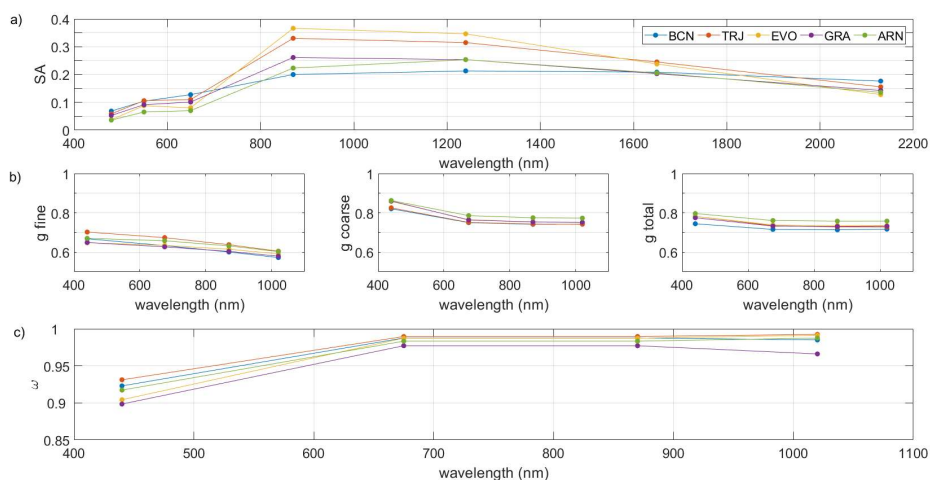 a)
0.4
0.3
0.2
0.1
0
SA
BCN TRJ EVO GRA ARN
400 600 800 1000 1200 1400 1600 1800 2000 2200
wavelength (nm)
b)
1
0.8
0.6
g fine
400 600 800 1000
wavelength (nm)
1
0.8
0.6
g coarse
400 600 800 1000
wavelength (nm)
1
0.8
0.6
g total
400 600 800 1000
wavelength (nm)
c)
1
0.95
0.9
0.85
ω
400 500 600 700 800 900 1000 1100
wavelength (nm)